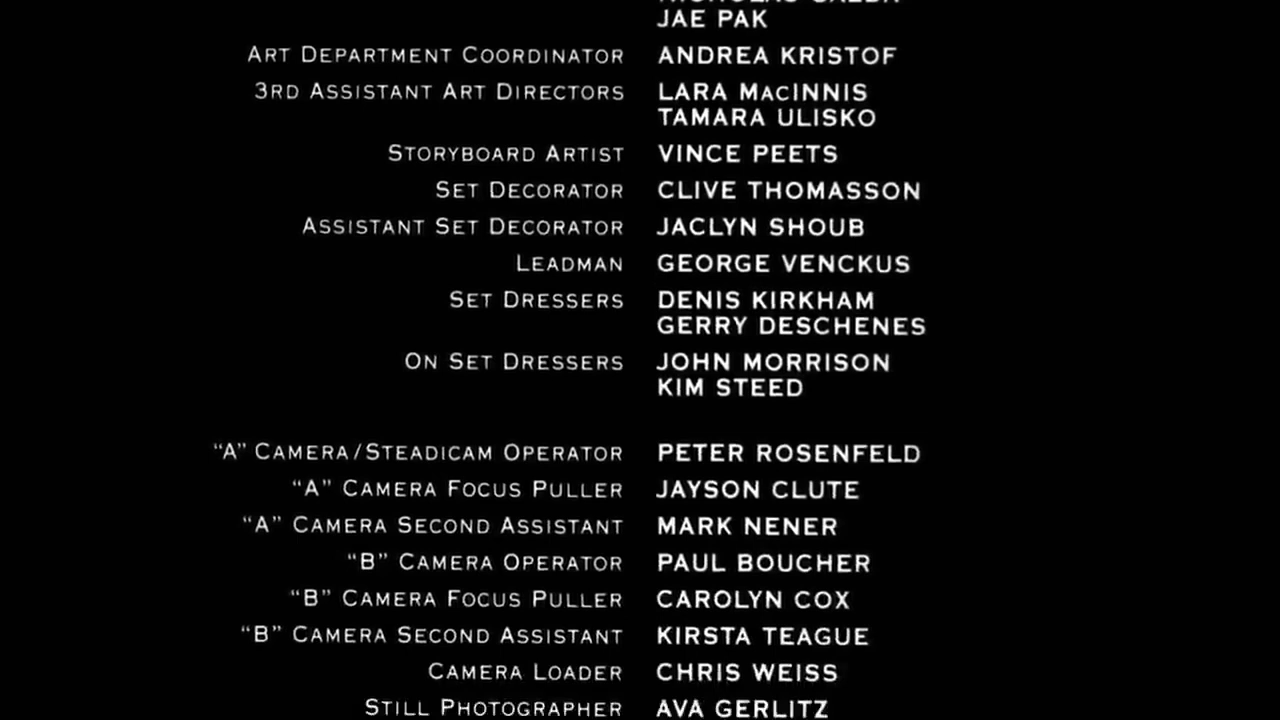 JAE PAK
ART DEPARTMENT COORDINATOR ANDREA KRISTOF
3RD ASSISTANT ART DIRECTORS LARA MacINNIS
TAMARA ULISKO
STORYBOARD ARTIST VINCE PEETS
SET DECORATOR CLIVE THOMASSON
ASSISTANT SET DECORATOR JACLYN SHOUB
LEADMAN GEORGE VENCKUS
SET DRESSERS DENIS KIRKHAM
GERRY DESCHENES
ON SET DRESSERS JOHN MORRISON
KIM STEED
“A” CAMERA/STEADICAM OPERATOR PETER ROSENFELD
“A” CAMERA FOCUS PULLER JAYSON CLUTE
“A” CAMERA SECOND ASSISTANT MARK NENER
“B” CAMERA OPERATOR PAUL BOUCHER
“B” CAMERA FOCUS PULLER CAROLYN COX
“B” CAMERA SECOND ASSISTANT KIRSTA TEAGUE
CAMERA LOADER CHRIS WEISS
STILL PHOTOGRAPHER AVA GERLITZ